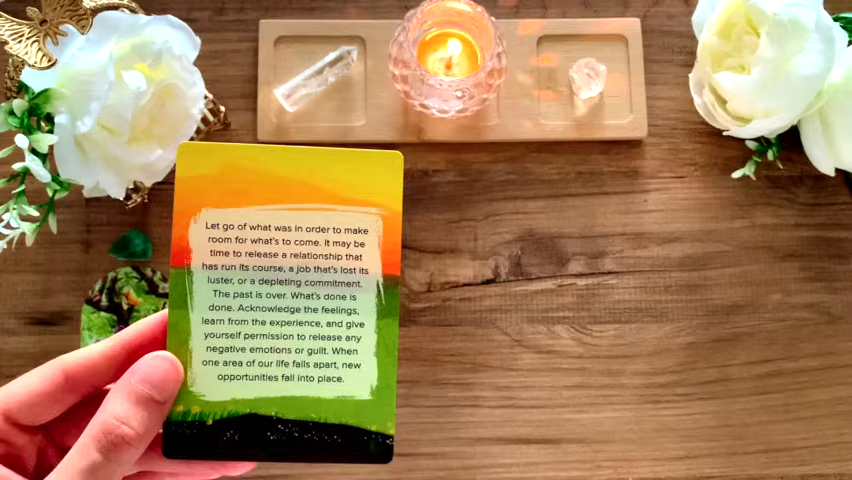 Let go of what was in order to make
room for what's to come. It may be
time to release a relationship that
has run its course, a job that's lost its
luster, or a depleting commitment.
The past is over. What's done is
done. Acknowledge the feelings,
learn from the experience, and give
yourself permission to release any
negative emotions or guilt. When
one area of our life falls apart, new
opportunities fall into place.